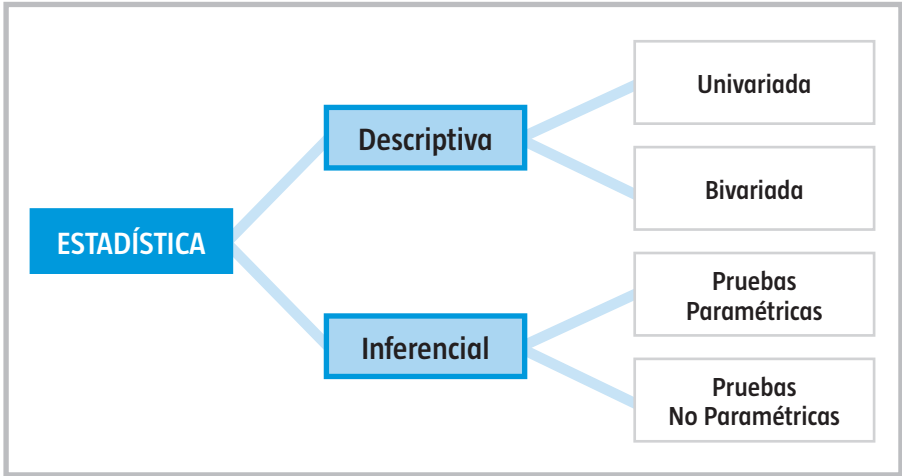 ESTADÍSTICA
Descriptiva
Univariada
Bivariada
Inferencial
Pruebas
Paramétricas
Pruebas
No Paramétricas